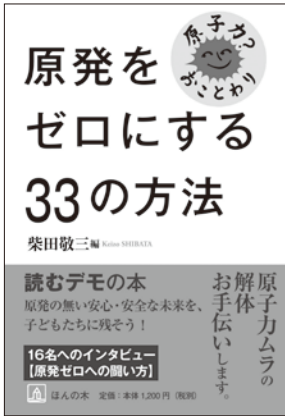 原子力?
おことわり
原発を
ゼロにする
33の方法
柴田敬三編 Keizo SHIBATA
読むデモの本
原発の無い安心・安全な未来を、
子どもたちに残そう!
16名へのインタビュー
【原発ゼロへの闘い方】
原子力ムラの
解体
お手伝いします。
ほんの木 定価:本体1,200円(税別)